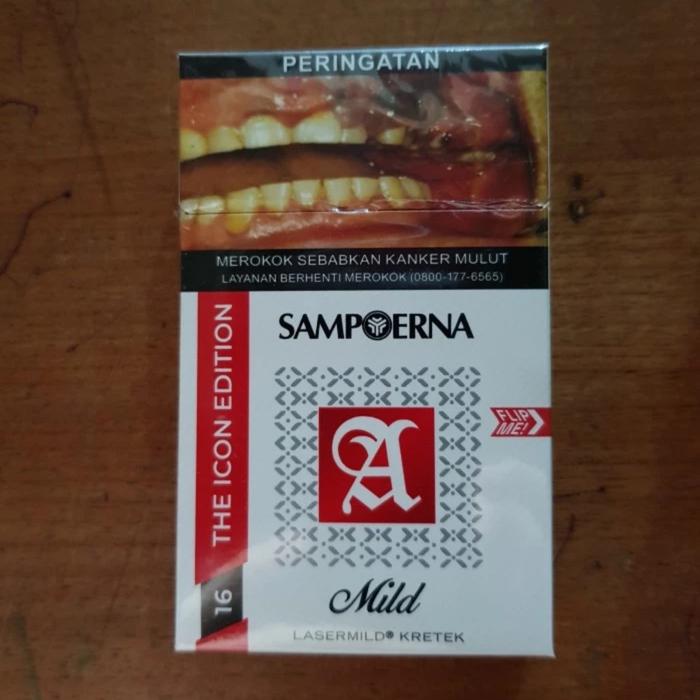 PERINGATAN
MEROKOK SEBABKAN KANKER MULUT
LAYANAN BERHENTI MEROKOK (0800-177-6565)
SAMPOERNA
THE ICON EDITION
16
FLIP
ME!
A
Mild
LASERMILD® KRETEK